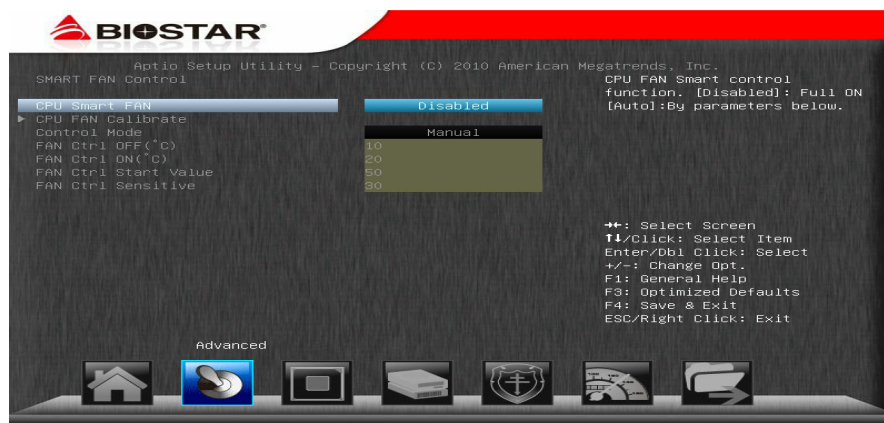 BIOSTAR®
Aptio Setup Utility – Copyright (C) 2010 American Megatrends, Inc.
SMART FAN Control
CPU Smart FAN Disabled
► CPU FAN Calibrate
Control Mode Manual
FAN Ctrl OFF(°C) 10
FAN Ctrl ON(°C) 20
FAN Ctrl Start Value 50
FAN Ctrl Sensitive 30
CPU FAN Smart control
function. [Disabled]: Full ON
[Auto]:By parameters below.
→←: Select Screen
↑↓/Click: Select Item
Enter/Dbl Click: Select
+/-: Change Opt.
F1: General Help
F3: Optimized Defaults
F4: Save & Exit
ESC/Right Click: Exit
Advanced